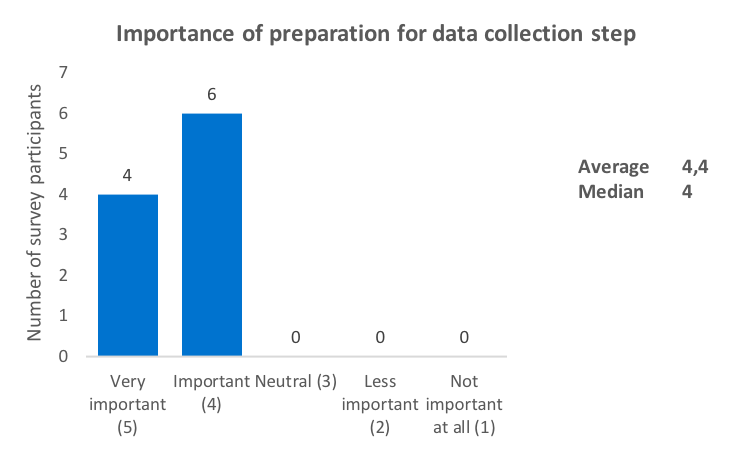 Importance of preparation for data collection step
Number of survey participants
7
6
5
4
3
2
1
0
4
6
0
0
0
Very important (5)
Important (4)
Neutral (3)
Less important (2)
Not important at all (1)
Average 4,4
Median 4